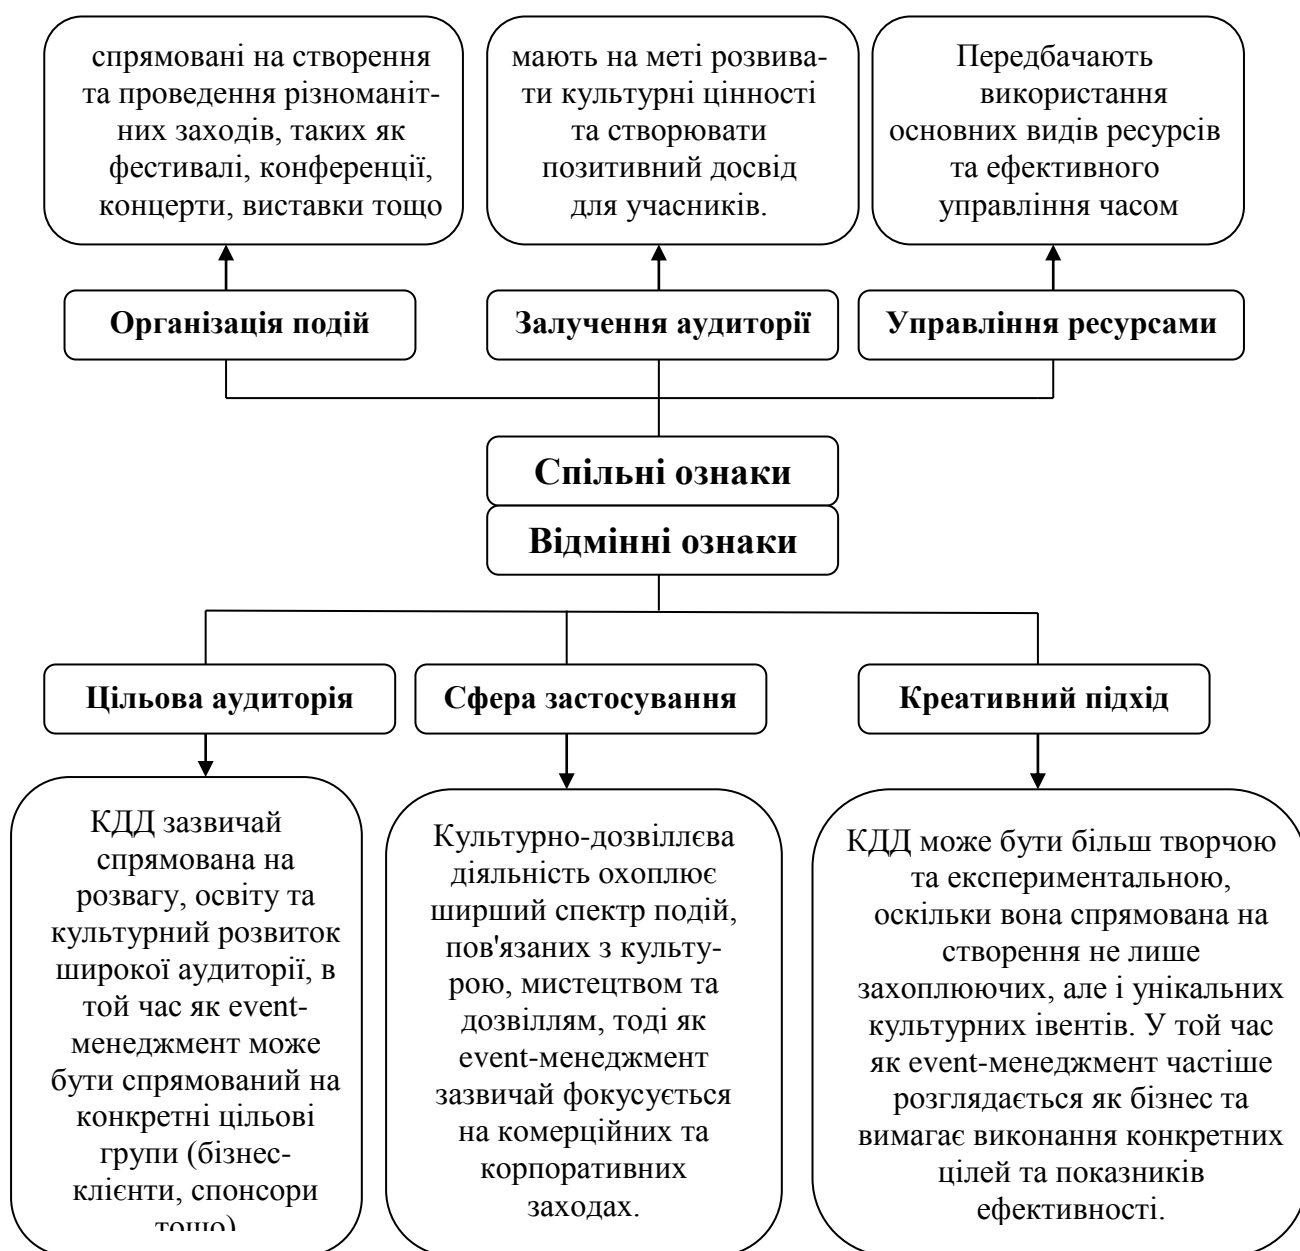 спрямовані на створення
та проведення різноманіт-
них заходів, таких як
фестивалі, конференції,
концерти, виставки тощо
мають на меті розвива-
ти культурні цінності
та створювати
позитивний досвід
для учасників.
Передбачають
використання
основних видів ресурсів
та ефективного
управління часом
Організація подій
Залучення аудиторії
Управління ресурсами
Спільні ознаки
Відмінні ознаки
Цільова аудиторія
Сфера застосування
Креативний підхід
КДД зазвичай
спрямована на
розвагу, освіту та
культурний розвиток
широкої аудиторії, в
той час як event-
менеджмент може
бути спрямований на
конкретні цільові
групи (бізнес-
клієнти, спонсори
тощо)
Культурно-дозвіллєва
діяльність охоплює
ширший спектр подій,
пов'язаних з культу-
рою, мистецтвом та
дозвіллям, тоді як
event-менеджмент
зазвичай фокусується
на комерційних та
корпоративних
заходах.
КДД може бути більш творчою
та експериментальною,
оскільки вона спрямована на
створення не лише
захоплюючих, але і унікальних
культурних івентів. У той час
як event-менеджмент частіше
розглядається як бізнес та
вимагає виконання конкретних
цілей та показників
ефективності.